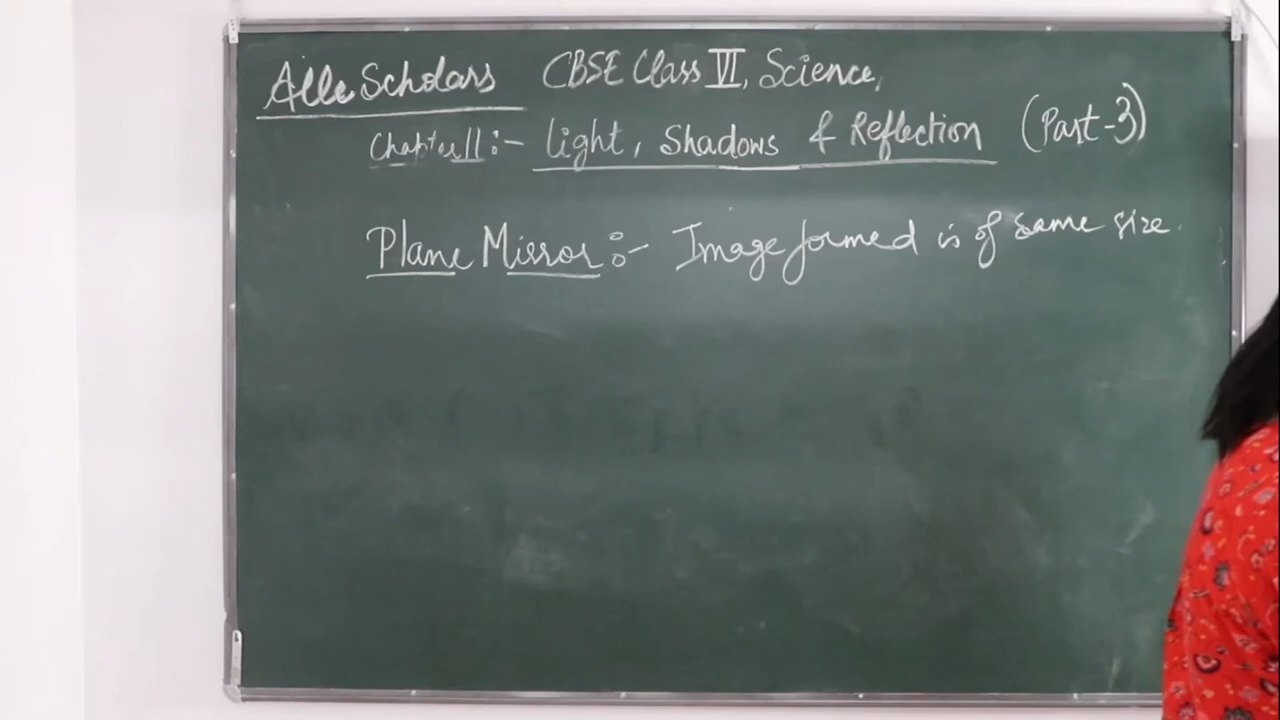 Alle Scholars CBSE Class VI, Science,
Chapter 11:- Light, Shadows & Reflection (Part-3)
Plane Mirror:- Image formed is of same size.